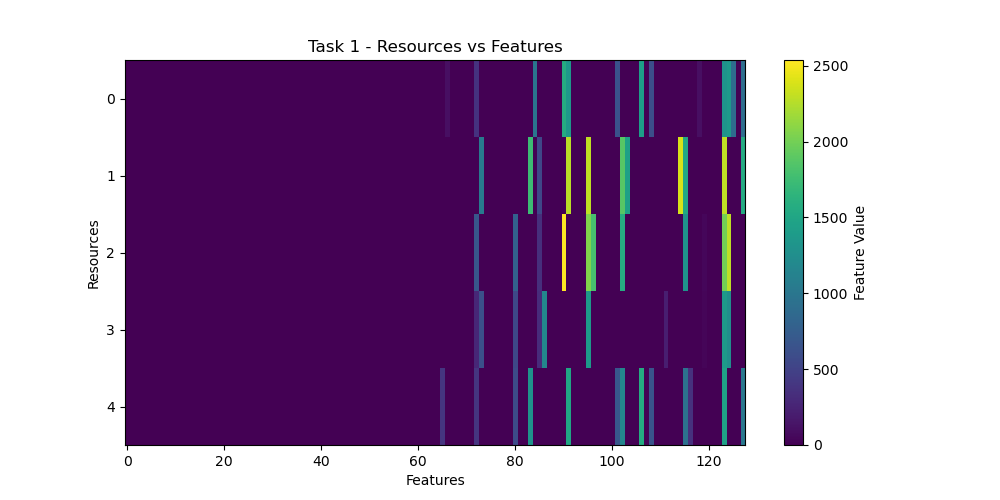 Task 1 - Resources vs Features
0
1
2
3
4
Resources
0 20 40 60 80 100 120
Features
2500
2000
1500
1000
500
0
Feature Value